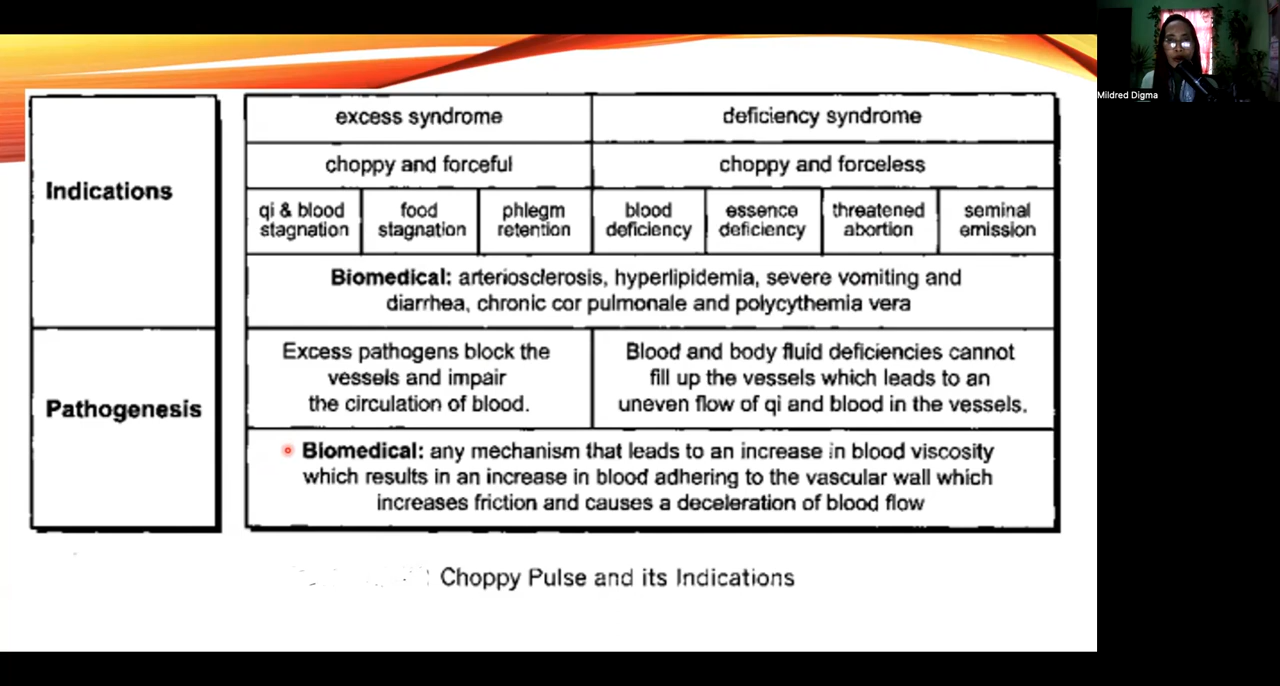 Mildred Digma
Indications
excess syndrome
deficiency syndrome
choppy and forceful
choppy and forceless
qi & blood
stagnation
food
stagnation
phlegm
retention
blood
deficiency
essence
deficiency
threatened
abortion
seminal
emission
Biomedical: arteriosclerosis, hyperlipidemia, severe vomiting and
diarrhea, chronic cor pulmonale and polycythemia vera
Pathogenesis
Excess pathogens block the
vessels and impair
the circulation of blood.
Blood and body fluid deficiencies cannot
fill up the vessels which leads to an
uneven flow of qi and blood in the vessels.
Biomedical: any mechanism that leads to an increase in blood viscosity
which results in an increase in blood adhering to the vascular wall which
increases friction and causes a deceleration of blood flow
Choppy Pulse and its Indications